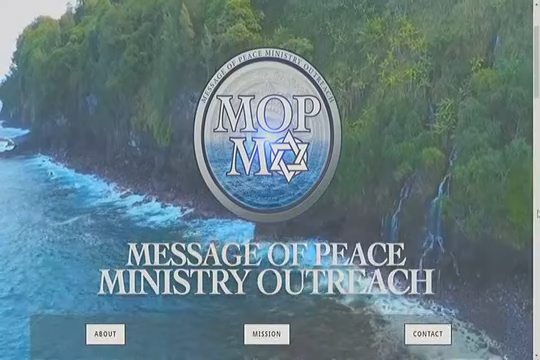 MESSAGE OF PEACE MINISTRY OUTREACH
MOP
M
MESSAGE OF PEACE
MINISTRY OUTREACH
ABOUT
MISSION
CONTACT